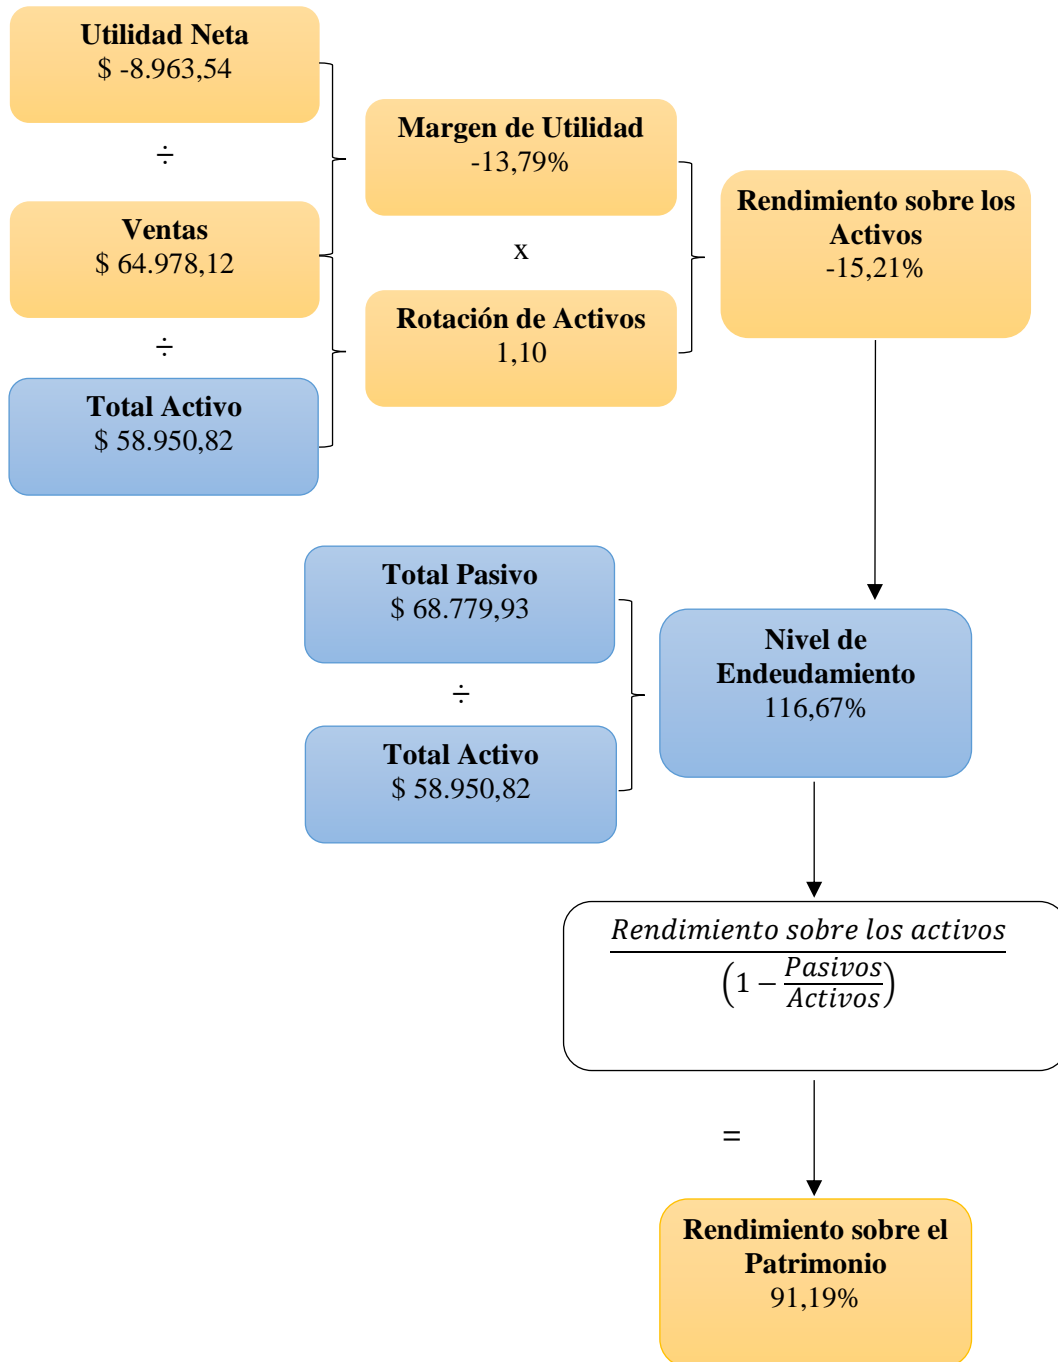 Utilidad Neta
$ -8.963,54
÷
Ventas
$ 64.978,12
÷
Total Activo
$ 58.950,82
Margen de Utilidad
-13,79%
x
Rotación de Activos
1,10
Rendimiento sobre los
Activos
-15,21%
Total Pasivo
$ 68.779,93
÷
Total Activo
$ 58.950,82
Nivel de
Endeudamiento
116,67%
Rendimiento sobre los activos
(1 − Pasivos
Activos)
=
Rendimiento sobre el
Patrimonio
91,19%